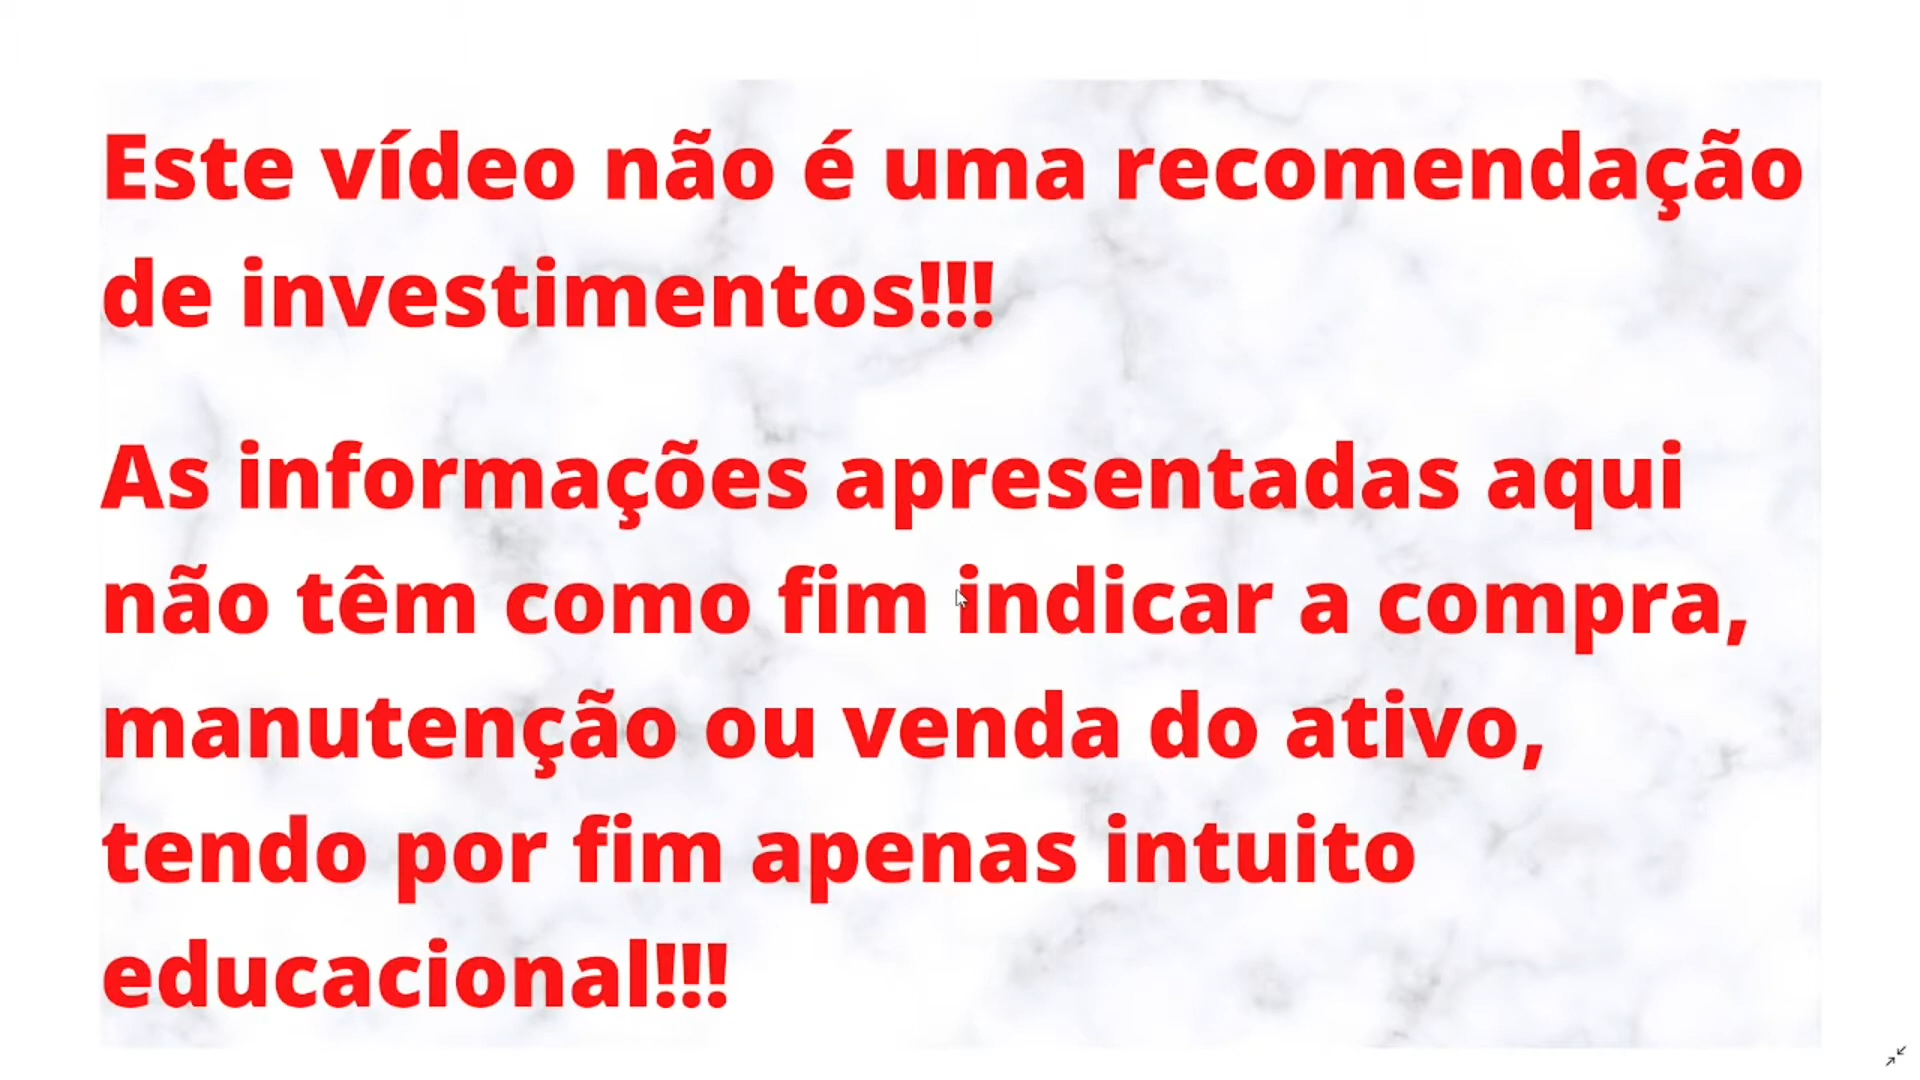 Este vídeo não é uma recomendação
de investimentos!!!
As informações apresentadas aqui
não têm como fim indicar a compra,
manutenção ou venda do ativo,
tendo por fim apenas intuito
educacional!!!